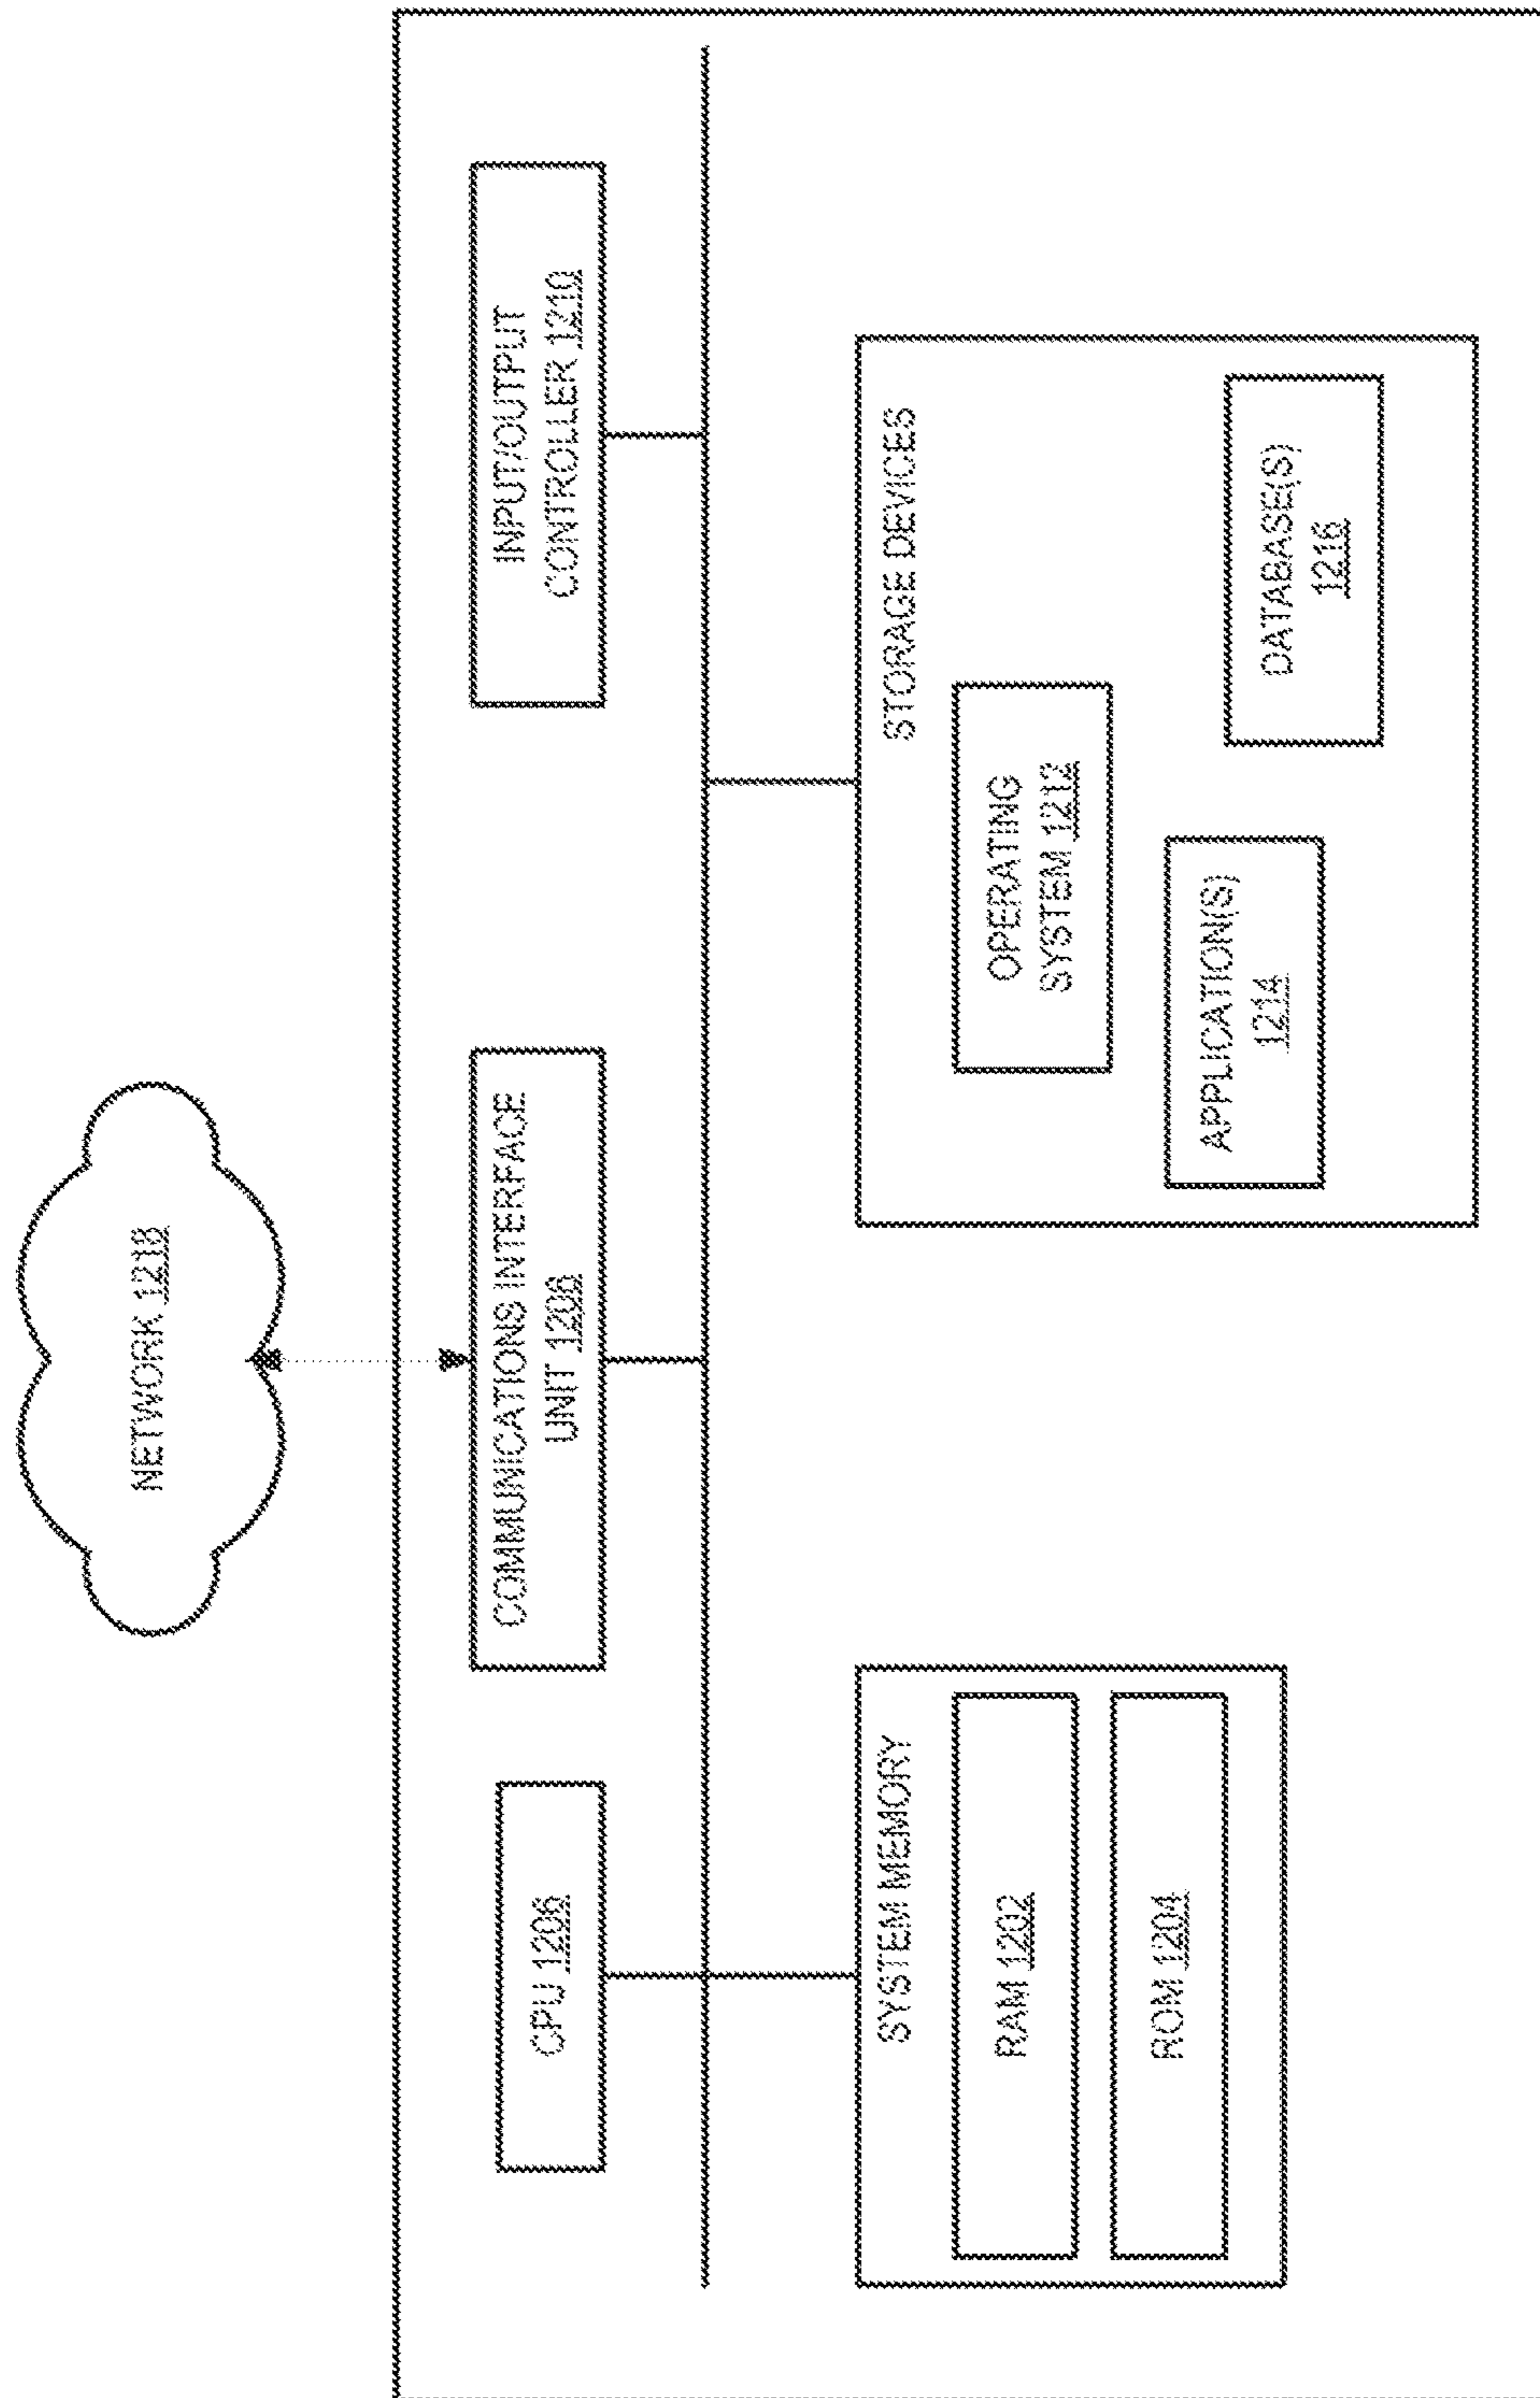 NETWORK 1218
CPU 1206
COMMUNICATIONS INTERFACE
UNIT 1208
INPUT/OUTPUT
CONTROLLER 1210
SYSTEM MEMORY
RAM 1202
ROM 1204
STORAGE DEVICES
OPERATING
SYSTEM 1212
APPLICATION(S)
1214
DATABASE(S)
1216